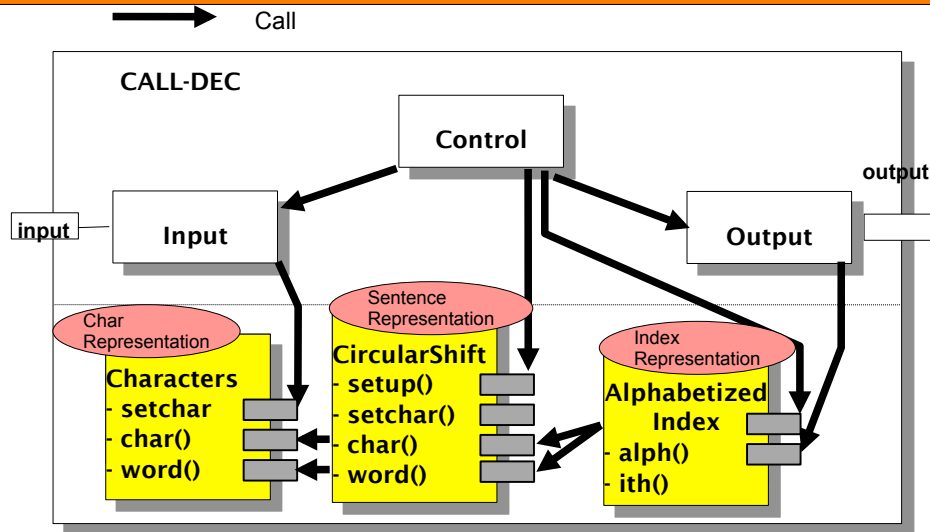 Call
CALL-DEC
Control
output
input
Input
Output
Char
Representation
Characters
- setchar
- char()
- word()
Sentence
Representation
CircularShift
- setup()
- setchar()
- char()
- word()
Index
Representation
Alphabetized
Index
- alph()
- ith()